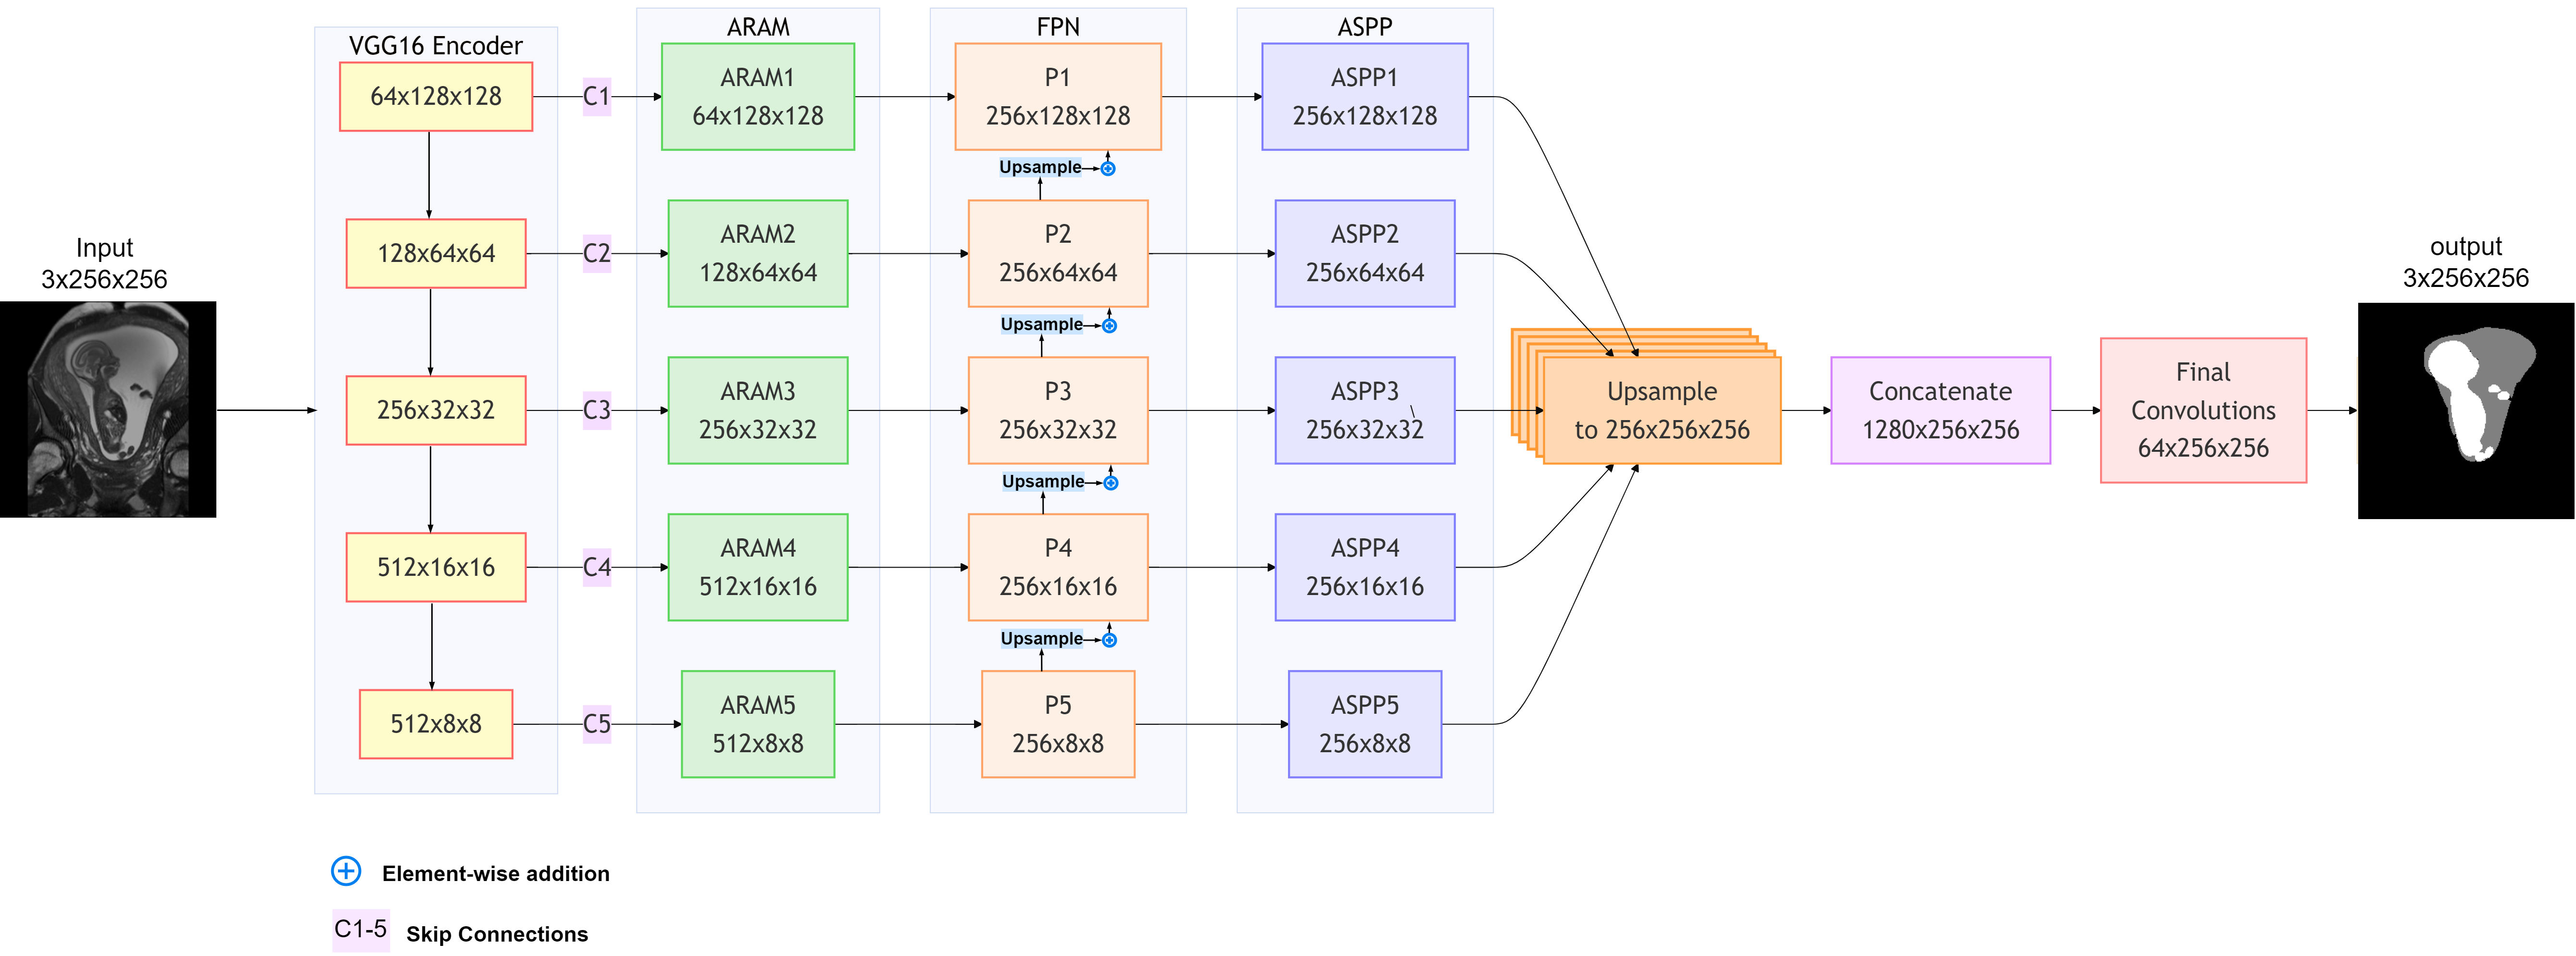 Input
3x256x256
VGG16 Encoder
64x128x128
128x64x64
256x32x32
512x16x16
512x8x8
C1
C2
C3
C4
C5
ARAM
ARAM1
64x128x128
ARAM2
128x64x64
ARAM3
256x32x32
ARAM4
512x16x16
ARAM5
512x8x8
FPN
P1
256x128x128
Upsample
P2
256x64x64
Upsample
P3
256x32x32
Upsample
P4
256x16x16
Upsample
P5
256x8x8
ASPP
ASPP1
256x128x128
ASPP2
256x64x64
ASPP3 \
256x32x32
ASPP4
256x16x16
ASPP5
256x8x8
Upsample
to 256x256x256
Concatenate
1280x256x256
Final
Convolutions
64x256x256
output
3x256x256
Element-wise addition
C1-5 Skip Connections